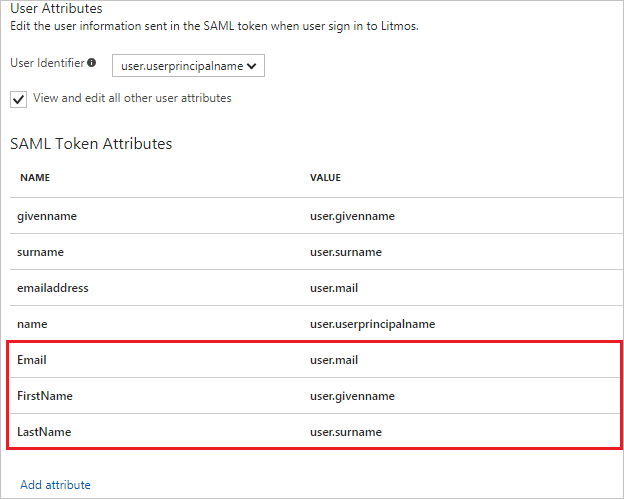 User Attributes
Edit the user information sent in the SAML token when user sign in to Litmos.
User Identifier user.userprincipalname
View and edit all other user attributes
SAML Token Attributes
NAME VALUE
givenname user.givenname
surname user.surname
emailaddress user.mail
name user.userprincipalname
Email user.mail
FirstName user.givenname
LastName user.surname
Add attribute